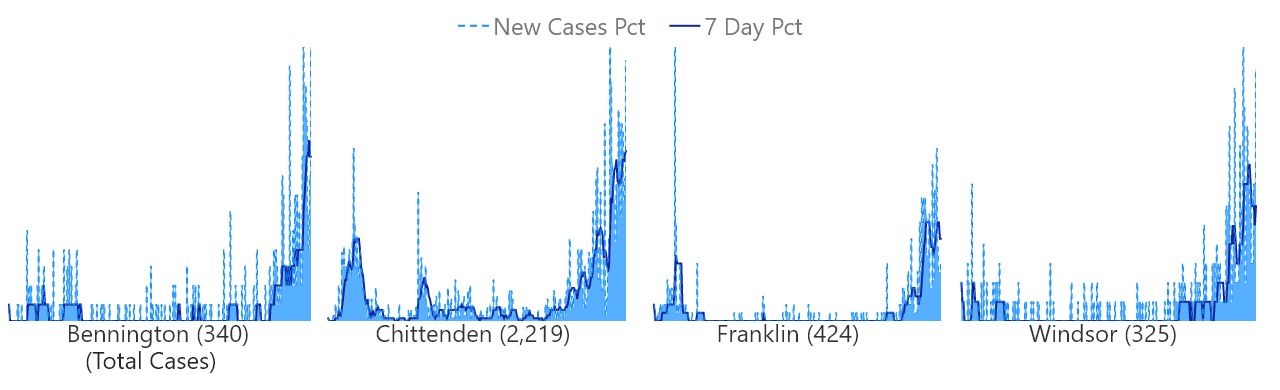 New Cases Pct 7 Day Pct
Bennington (340) Chittenden (2,219) Franklin (424) Windsor (325)
(Total Cases)